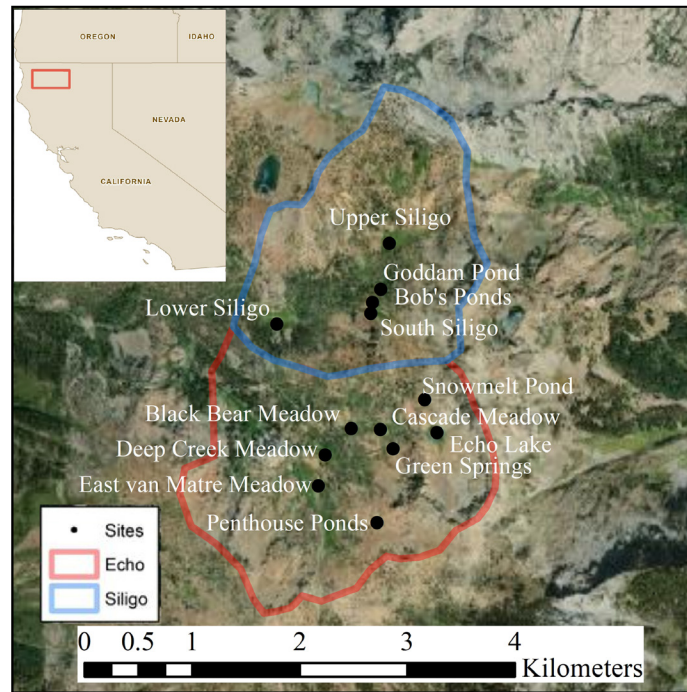 OREGON
IDAHO
NEVADA
CALIFORNIA
Upper Siligo
Goddam Pond
Bob's Ponds
Lower Siligo
South Siligo
Snowmelt Pond
Black Bear Meadow
Cascade Meadow
Echo Lake
Deep Creek Meadow
Green Springs
East van Matre Meadow
Penthouse Ponds
Sites
Echo
Siligo
0 0.5 1 2 3 4
Kilometers